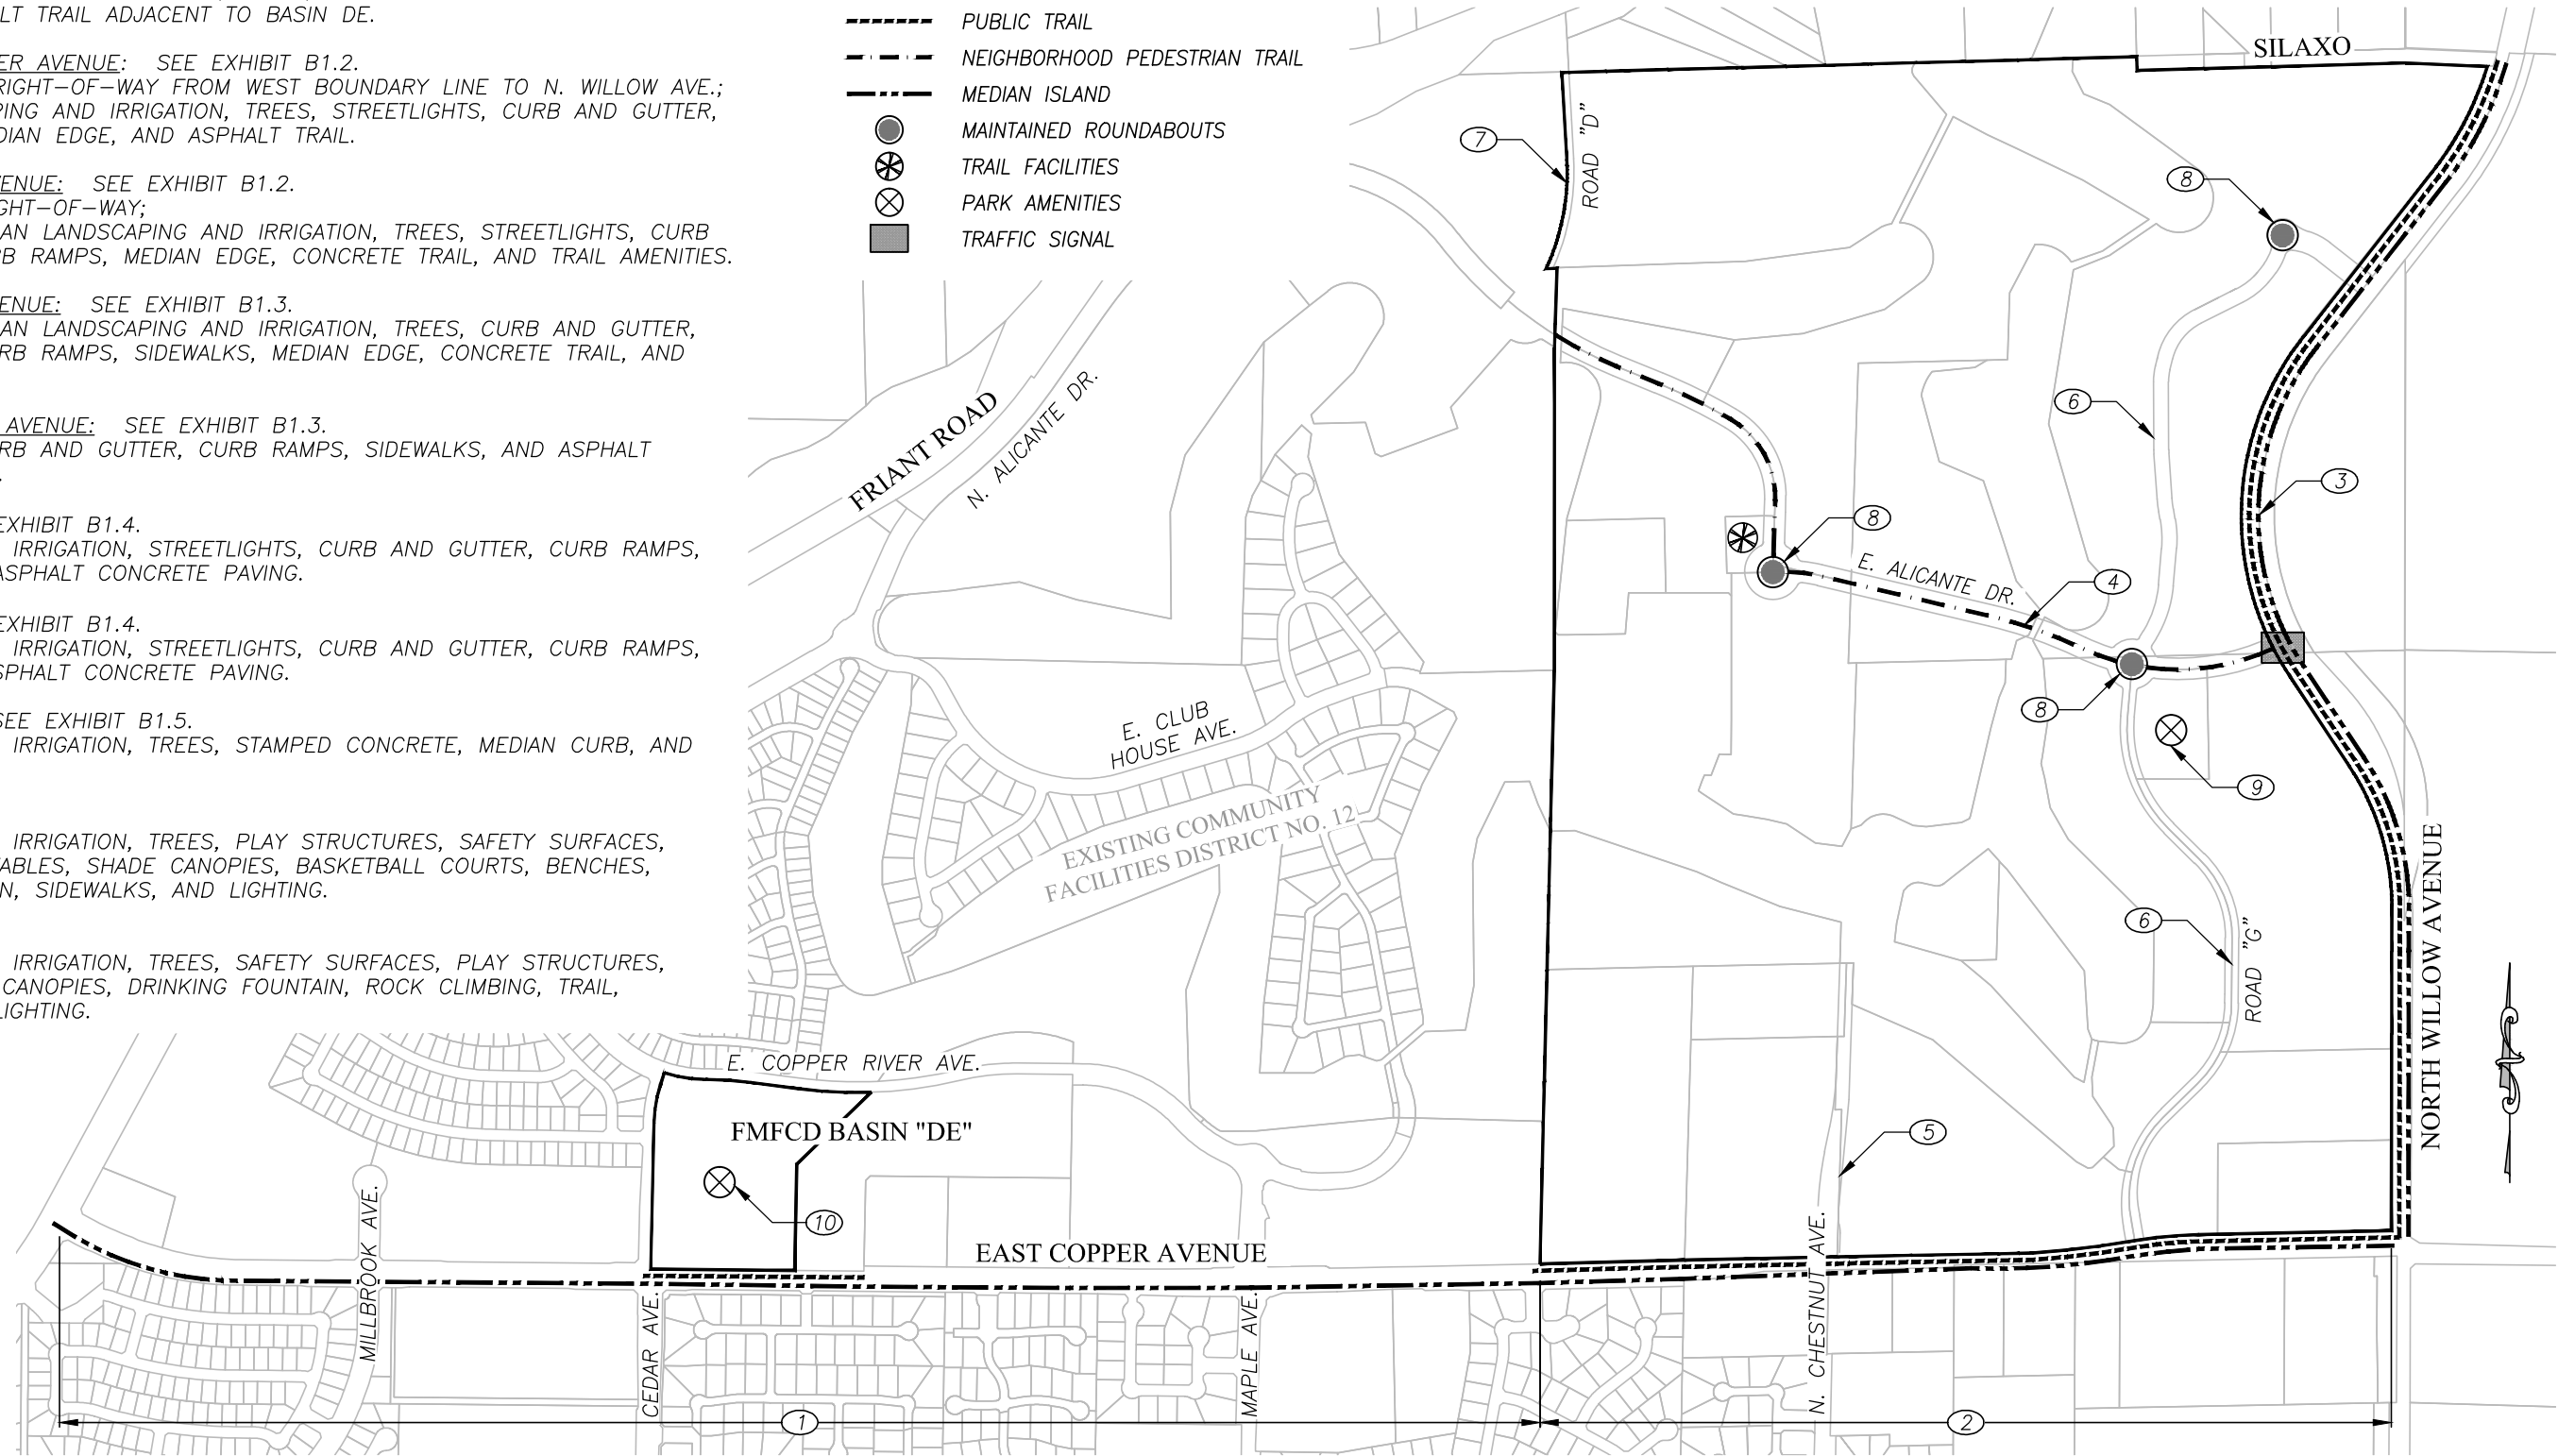 LT TRAIL ADJACENT TO BASIN DE.
ER AVENUE: SEE EXHIBIT B1.2.
RIGHT-OF-WAY FROM WEST BOUNDARY LINE TO N. WILLOW AVE.;
PING AND IRRIGATION, TREES, STREETLIGHTS, CURB AND GUTTER,
DIAN EDGE, AND ASPHALT TRAIL.
VENUE: SEE EXHIBIT B1.2.
GHT-OF-WAY;
AN LANDSCAPING AND IRRIGATION, TREES, STREETLIGHTS, CURB
B RAMPS, MEDIAN EDGE, CONCRETE TRAIL, AND TRAIL AMENITIES.
ENUE: SEE EXHIBIT B1.3.
AN LANDSCAPING AND IRRIGATION, TREES, CURB AND GUTTER,
RB RAMPS, SIDEWALKS, MEDIAN EDGE, CONCRETE TRAIL, AND
AVENUE: SEE EXHIBIT B1.3.
RB AND GUTTER, CURB RAMPS, SIDEWALKS, AND ASPHALT
EXHIBIT B1.4.
IRRIGATION, STREETLIGHTS, CURB AND GUTTER, CURB RAMPS,
ASPHALT CONCRETE PAVING.
EXHIBIT B1.4.
IRRIGATION, STREETLIGHTS, CURB AND GUTTER, CURB RAMPS,
SPHALT CONCRETE PAVING.
SEE EXHIBIT B1.5.
IRRIGATION, TREES, STAMPED CONCRETE, MEDIAN CURB, AND
IRRIGATION, TREES, PLAY STRUCTURES, SAFETY SURFACES,
ABLES, SHADE CANOPIES, BASKETBALL COURTS, BENCHES,
N, SIDEWALKS, AND LIGHTING.
IRRIGATION, TREES, SAFETY SURFACES, PLAY STRUCTURES,
CANOPIES, DRINKING FOUNTAIN, ROCK CLIMBING, TRAIL,
LIGHTING.
PUBLIC TRAIL
NEIGHBORHOOD PEDESTRIAN TRAIL
MEDIAN ISLAND
MAINTAINED ROUNDABOUTS
TRAIL FACILITIES
PARK AMENITIES
TRAFFIC SIGNAL
SILAXO
7
ROAD "D"
8
6
3
8
E. ALICANTE DR.
4
8
9
6
ROAD "G"
NORTH WILLOW AVENUE
5
FRIANT ROAD
N. ALICANTE DR.
E. CLUB
HOUSE AVE.
EXISTING COMMUNITY
FACILITIES DISTRICT NO. 12
E. COPPER RIVER AVE.
FMFCD BASIN "DE"
10
EAST COPPER AVENUE
MILLBROOK AVE.
CEDAR AVE.
MAPLE AVE.
N. CHESTNUT AVE.
1
2